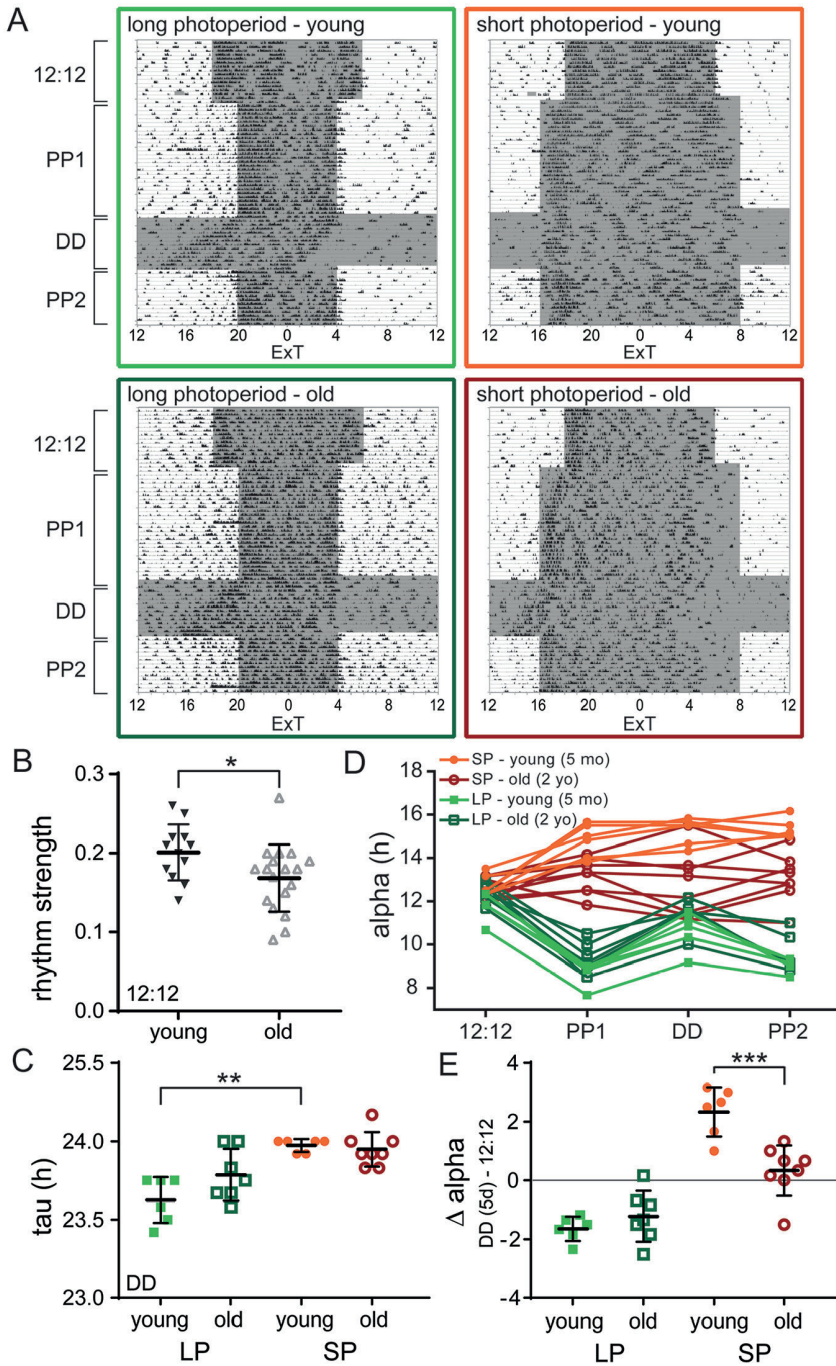 A
long photoperiod - young
short photoperiod - young
12:12
PP1
DD
PP2
12 16 20 0 4 8 12
ExT
12 16 20 0 4 8 12
ExT
long photoperiod - old
short photoperiod - old
12:12
PP1
DD
PP2
12 16 20 0 4 8 12
ExT
12 16 20 0 4 8 12
ExT
B
rhythm strength
0.3
0.2
0.1
0.0
*
12:12
young old
D
SP - young (5 mo)
SP - old (2 yo)
LP - young (5 mo)
LP - old (2 yo)
alpha (h)
18
16
14
12
10
8
12:12 PP1 DD PP2
C
tau (h)
25.5
24.0
23.5
23.0
**
DD
young old young old
LP SP
E
Δ alpha
DD (5d) - 12:12
4
2
0
-2
-4
***
young old young old
LP SP